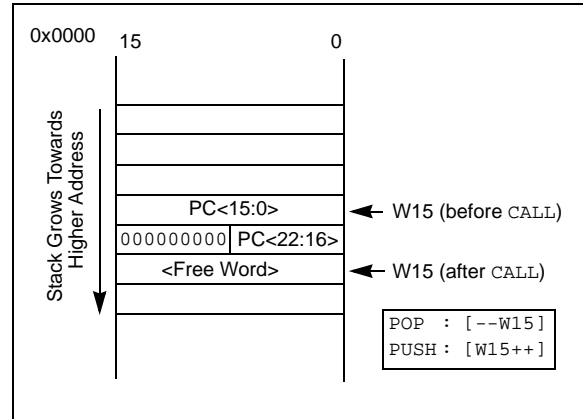 0x0000
15 0
Stack Grows Towards
Higher Address
PC<15:0>
W15 (before CALL)
000000000 PC<22:16>
<Free Word>
W15 (after CALL)
POP : [--W15]
PUSH : [W15++]